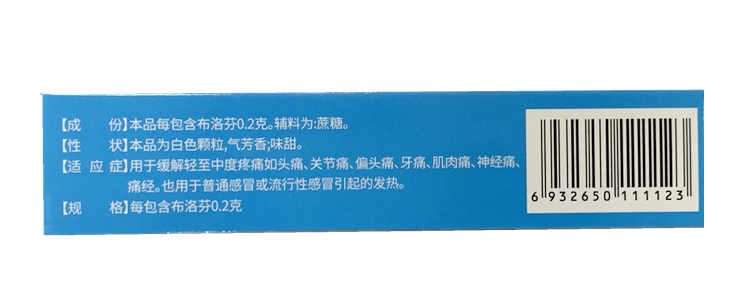 【成份】本品每包含布洛芬0.2克。辅料为:蔗糖。
【性状】本品为白色颗粒,气芳香;味甜。
【适应症】用于缓解轻至中度疼痛如头痛、关节痛、偏头痛、牙痛、肌肉痛、神经痛、
痛经。也用于普通感冒或流行性感冒引起的发热。
【规格】每包含布洛芬0.2克
6 932650 111123